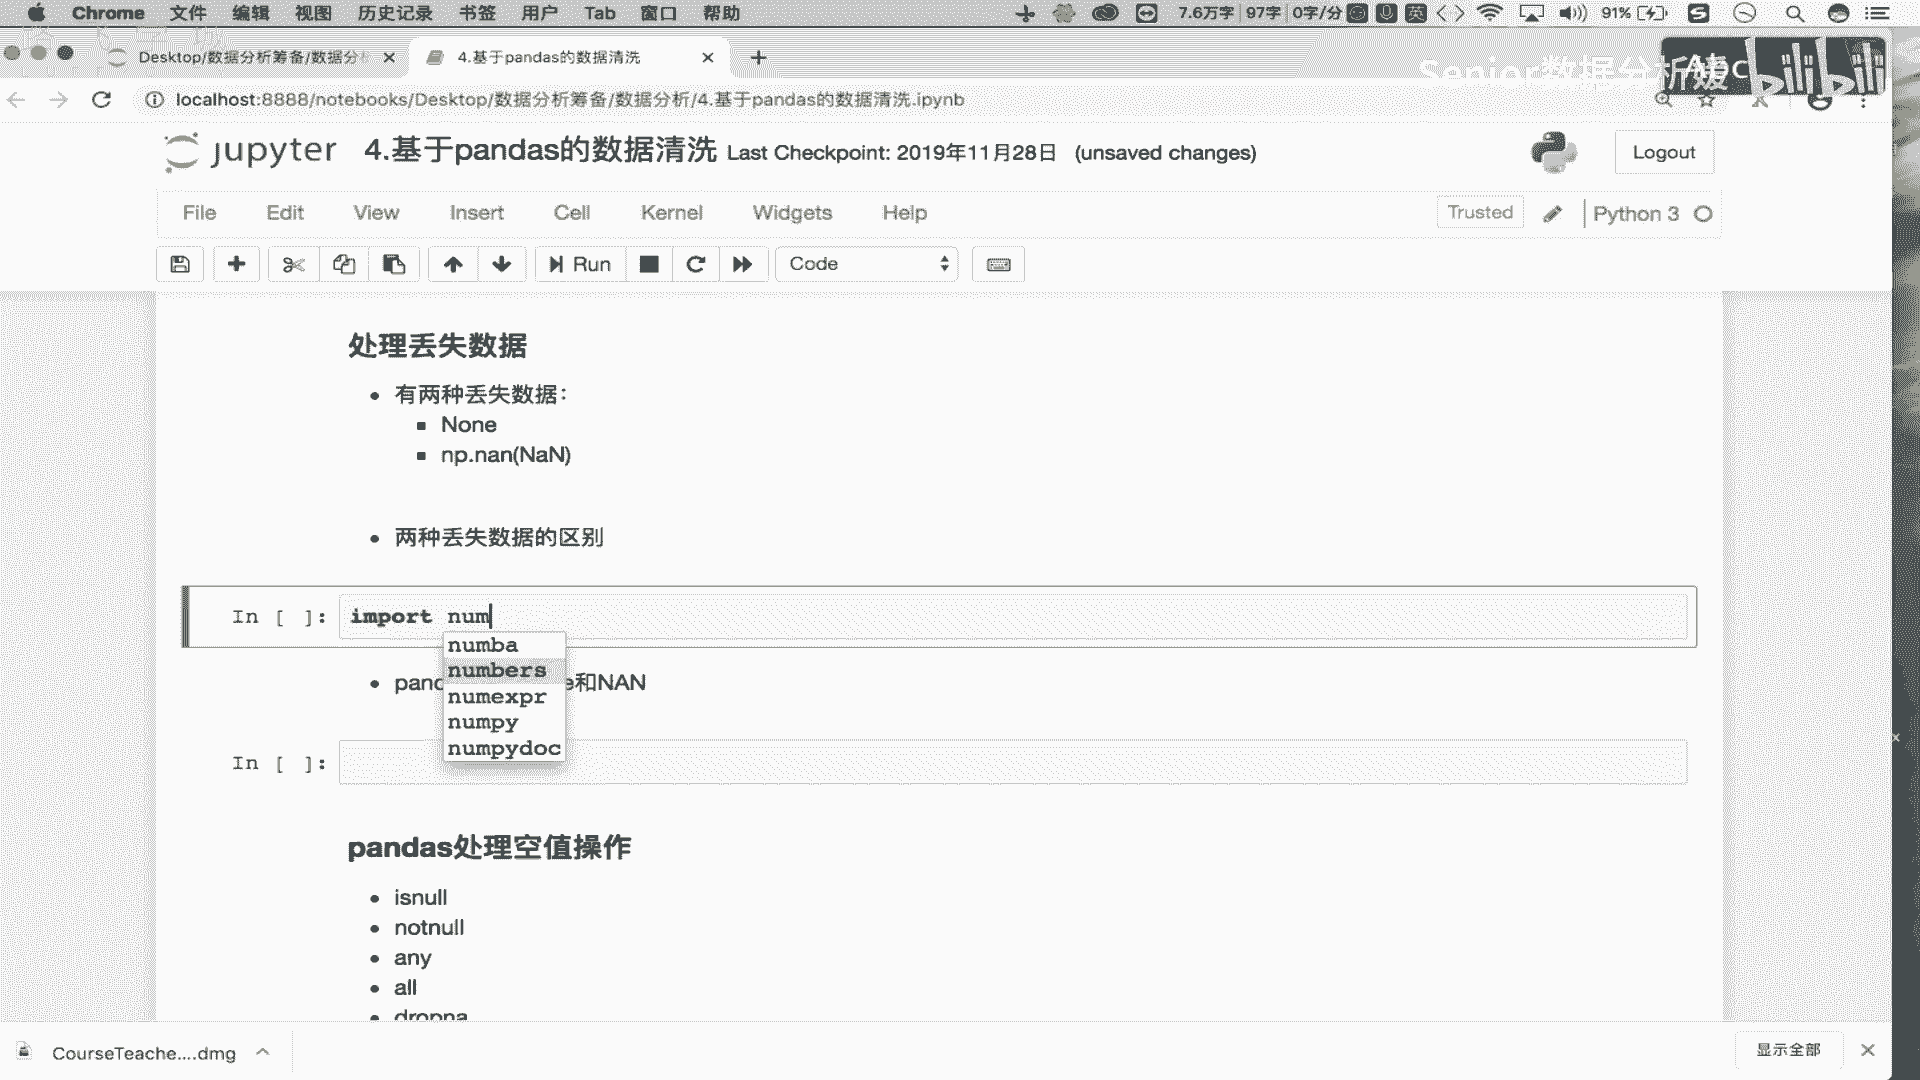 Chrome 文件 编辑 视图 历史记录 书签 用户 Tab 窗口 帮助 7.6万字 97字 0字/分 英 91%
Desktop/数据分析筹备/数据分
4.基于pandas的数据清洗
Senior数据分析媛 Abc bilibili
localhost:8888/notebooks/Desktop/数据分析筹备/数据分析/4.基于pandas的数据清洗.ipynb
jupyter 4.基于pandas的数据清洗 Last Checkpoint: 2019年11月28日 (unsaved changes) Logout
File Edit View Insert Cell Kernel Widgets Help Trusted Python 3
Run Code
处理丢失数据
有两种丢失数据：
None
np.nan(NaN)
两种丢失数据的区别
In [ ]: import num
numba
numbers
numexpr
numpy
numpydoc
和NAN
In [ ]:
pandas处理空值操作
isnull
notnull
any
all
dropna
CourseTeache....dmg 显示全部